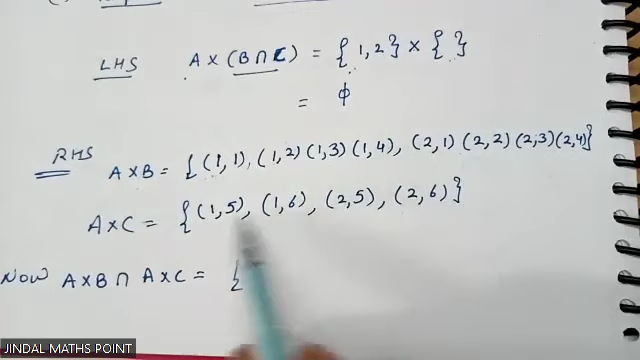 LHS A×(B∩C) = {1,2} × { }
= ϕ
RHS A×B = {(1,1), (1,2)(1,3)(1,4), (2,1)(2,2)(2,3)(2,4)}
A×C = {(1,5), (1,6), (2,5), (2,6)}
Now A×B ∩ A×C = {
JINDAL MATHS POINT